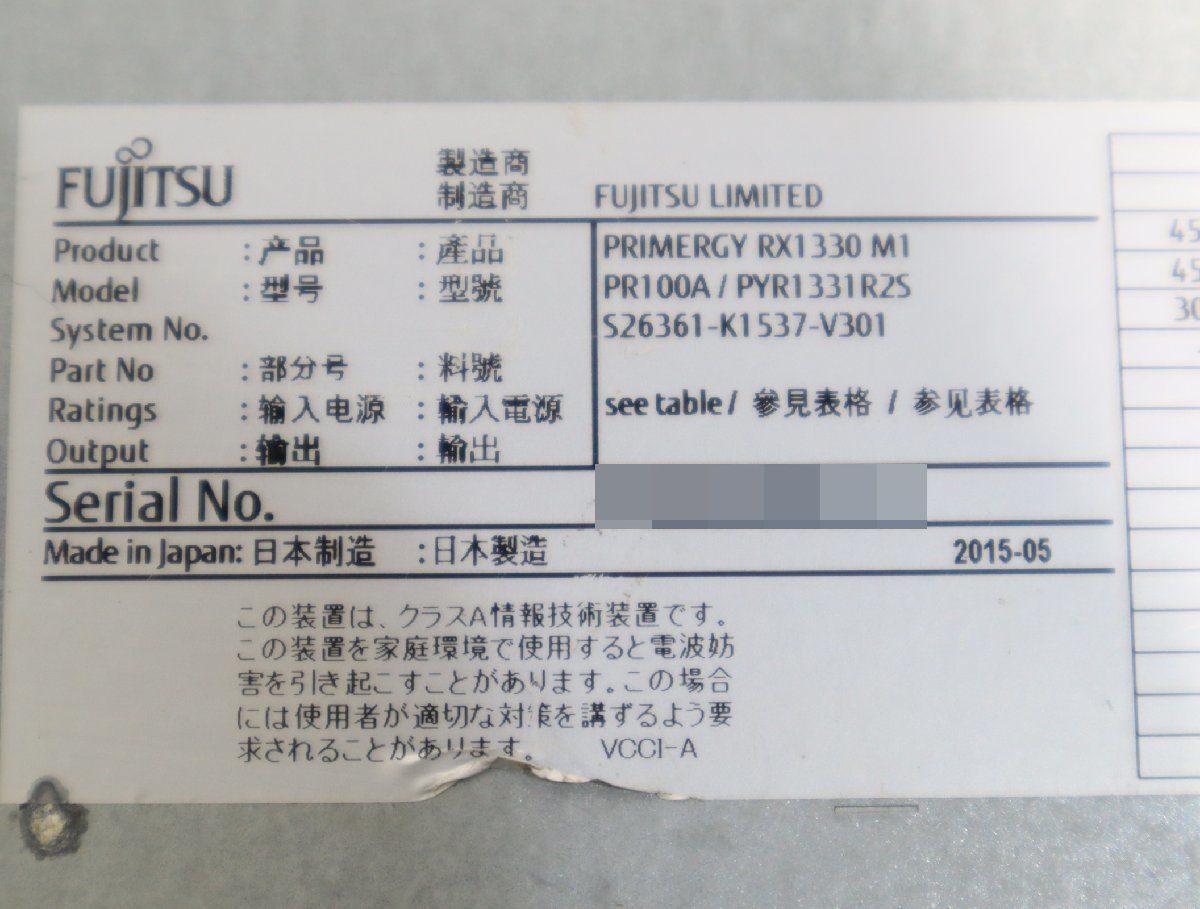 FUJITSU
製造商
制造商 FUJITSU LIMITED
Product :产品 :產品 PRIMERGY RX1330 M1
Model :型号 :型號 PR100A / PYR1331R2S
System No. S26361-K1537-V301
Part No :部分号 :料號
Ratings :输入电源 :輸入電源 see table / 參見表格 / 参见表格
Output :输出 :輸出
Serial No.
Made in Japan: 日本制造 :日本製造 2015-05
この装置は、クラスA情報技術装置です。
この装置を家庭環境で使用すると電波妨
害を引き起こすことがあります。この場合
には使用者が適切な対策を講ずるよう要
求されることがあります。 VCCI-A
45
45
30